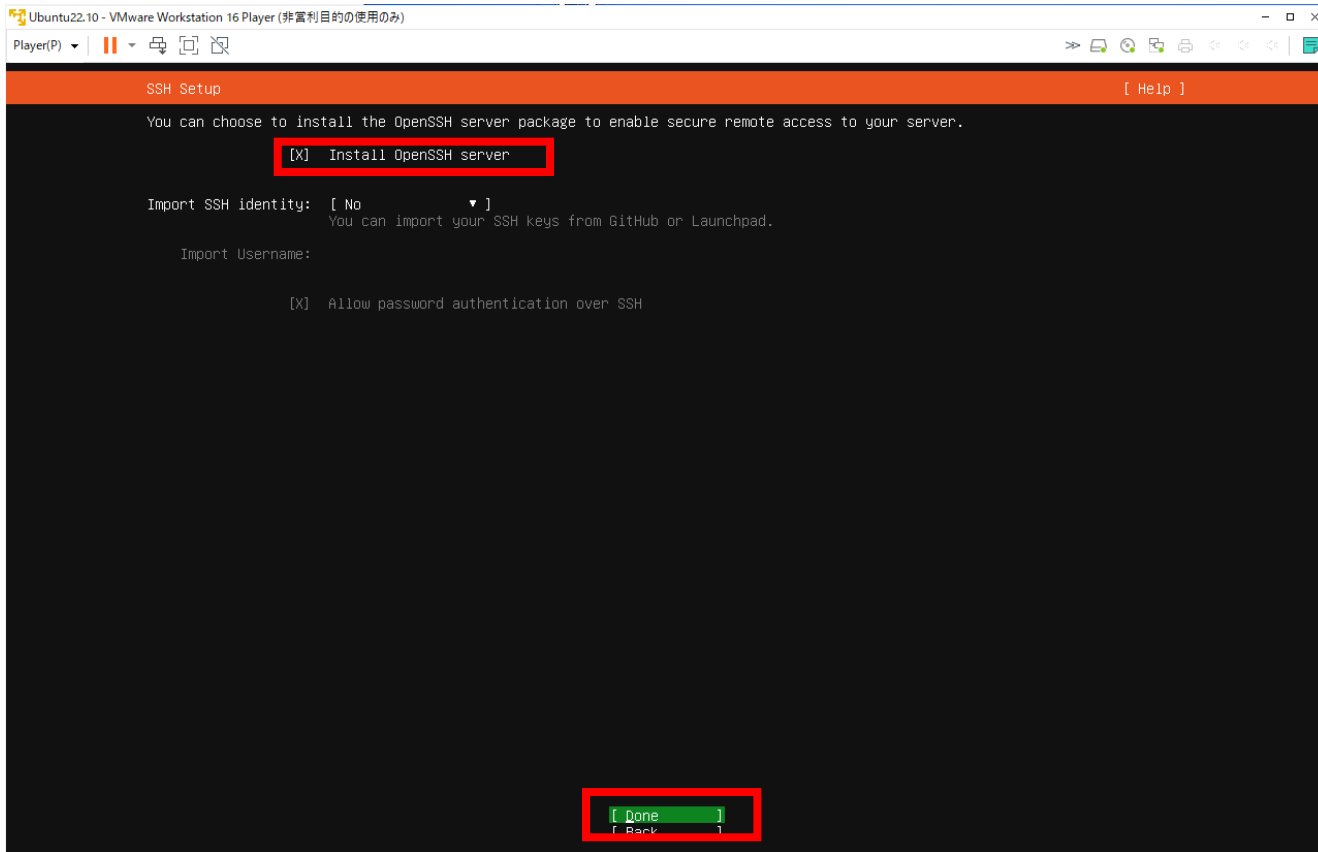 Ubuntu22.10 - VMware Workstation 16 Player (非営利目的の使用のみ)
Player(P)
SSH Setup [ Help ]
You can choose to install the OpenSSH server package to enable secure remote access to your server.
[X] Install OpenSSH server
Import SSH identity: [ No ▼ ]
You can import your SSH keys from GitHub or Launchpad.
Import Username:
[X] Allow password authentication over SSH
[ Done ]
[ Back ]